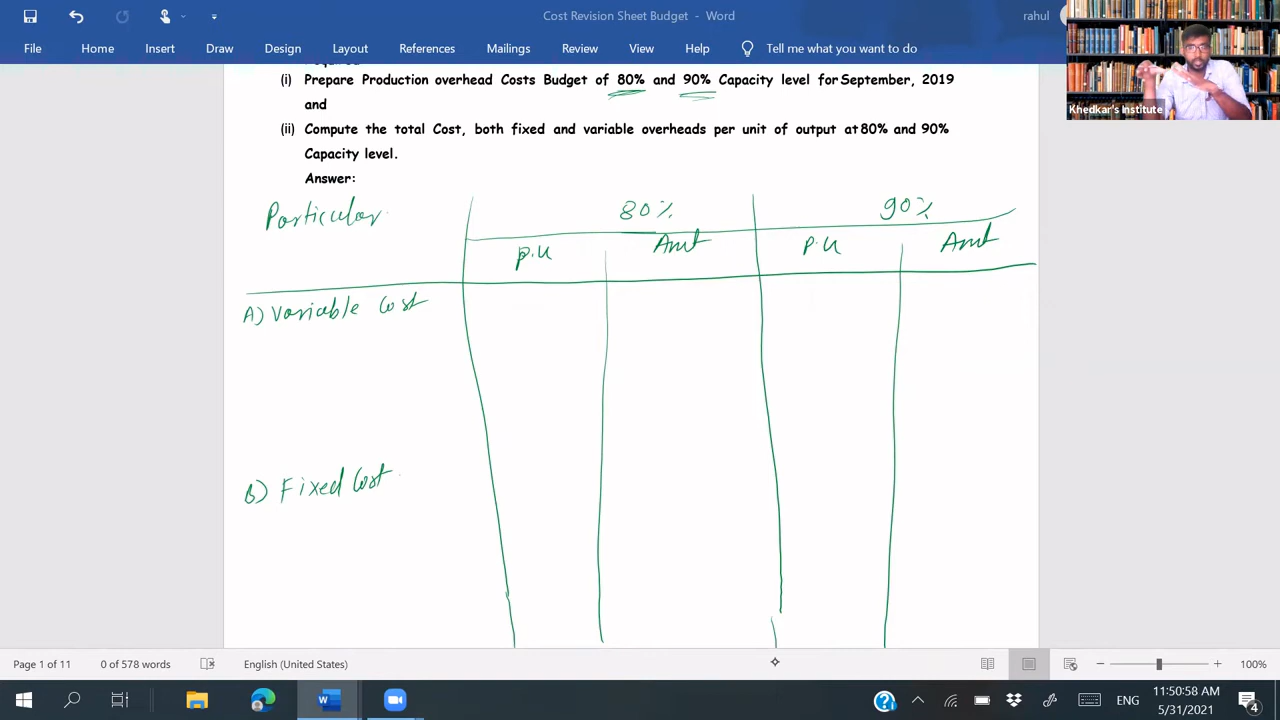 Cost Revision Sheet Budget - Word
rahul
File Home Insert Draw Design Layout References Mailings Review View Help Tell me what you want to do
(i) Prepare Production overhead Costs Budget of 80% and 90% Capacity level for September, 2019
and
(ii) Compute the total Cost, both fixed and variable overheads per unit of output at 80% and 90%
Capacity level.
Answer:
Khedkar's Institute
Particular 80% 90%
P.U Amt P.U Amt
A) Variable Cost
B) Fixed Cost
Page 1 of 11 0 of 578 words English (United States) 100%
ENG 11:50:58 AM
5/31/2021 4